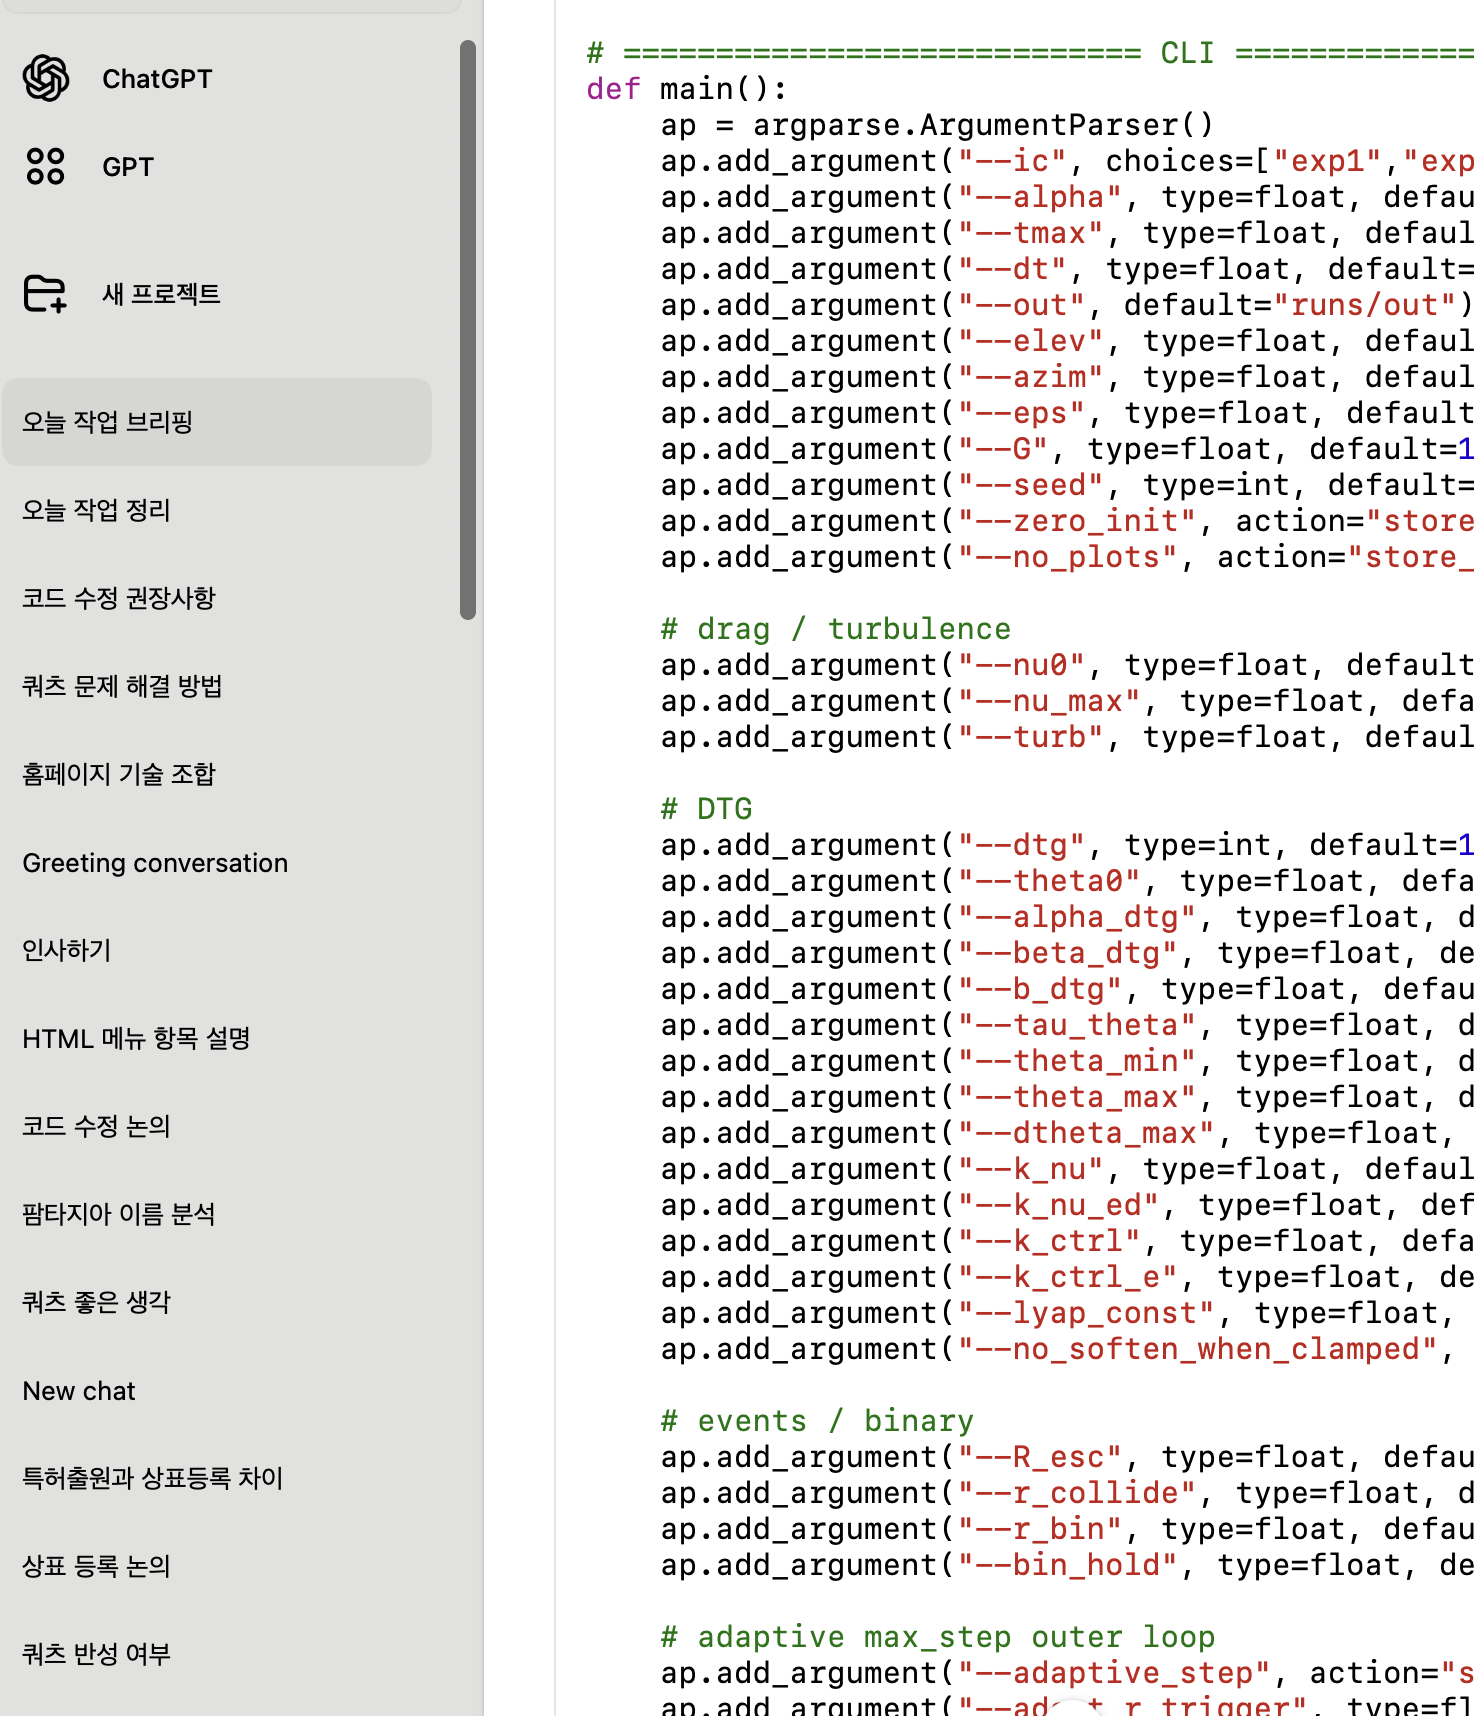 ChatGPT
GPT
새 프로젝트
오늘 작업 브리핑
오늘 작업 정리
코드 수정 권장사항
쿼츠 문제 해결 방법
홈페이지 기술 조합
Greeting conversation
인사하기
HTML 메뉴 항목 설명
코드 수정 논의
팜타지아 이름 분석
쿼츠 좋은 생각
New chat
특허출원과 상표등록 차이
상표 등록 논의
쿼츠 반성 여부
# ============================ CLI =============
def main():
    ap = argparse.ArgumentParser()
    ap.add_argument("--ic", choices=["exp1","exp
    ap.add_argument("--alpha", type=float, defau
    ap.add_argument("--tmax", type=float, defaul
    ap.add_argument("--dt", type=float, default=
    ap.add_argument("--out", default="runs/out")
    ap.add_argument("--elev", type=float, defaul
    ap.add_argument("--azim", type=float, defaul
    ap.add_argument("--eps", type=float, default
    ap.add_argument("--G", type=float, default=1
    ap.add_argument("--seed", type=int, default=
    ap.add_argument("--zero_init", action="store
    ap.add_argument("--no_plots", action="store_
    # drag / turbulence
    ap.add_argument("--nu0", type=float, default
    ap.add_argument("--nu_max", type=float, defa
    ap.add_argument("--turb", type=float, defaul
    # DTG
    ap.add_argument("--dtg", type=int, default=1
    ap.add_argument("--theta0", type=float, defa
    ap.add_argument("--alpha_dtg", type=float, d
    ap.add_argument("--beta_dtg", type=float, de
    ap.add_argument("--b_dtg", type=float, defau
    ap.add_argument("--tau_theta", type=float, d
    ap.add_argument("--theta_min", type=float, d
    ap.add_argument("--theta_max", type=float, d
    ap.add_argument("--dtheta_max", type=float,
    ap.add_argument("--k_nu", type=float, defaul
    ap.add_argument("--k_nu_ed", type=float, def
    ap.add_argument("--k_ctrl", type=float, defa
    ap.add_argument("--k_ctrl_e", type=float, de
    ap.add_argument("--lyap_const", type=float,
    ap.add_argument("--no_soften_when_clamped",
    # events / binary
    ap.add_argument("--R_esc", type=float, defau
    ap.add_argument("--r_collide", type=float, d
    ap.add_argument("--r_bin", type=float, defau
    ap.add_argument("--bin_hold", type=float, de
    # adaptive max_step outer loop
    ap.add_argument("--adaptive_step", action="s